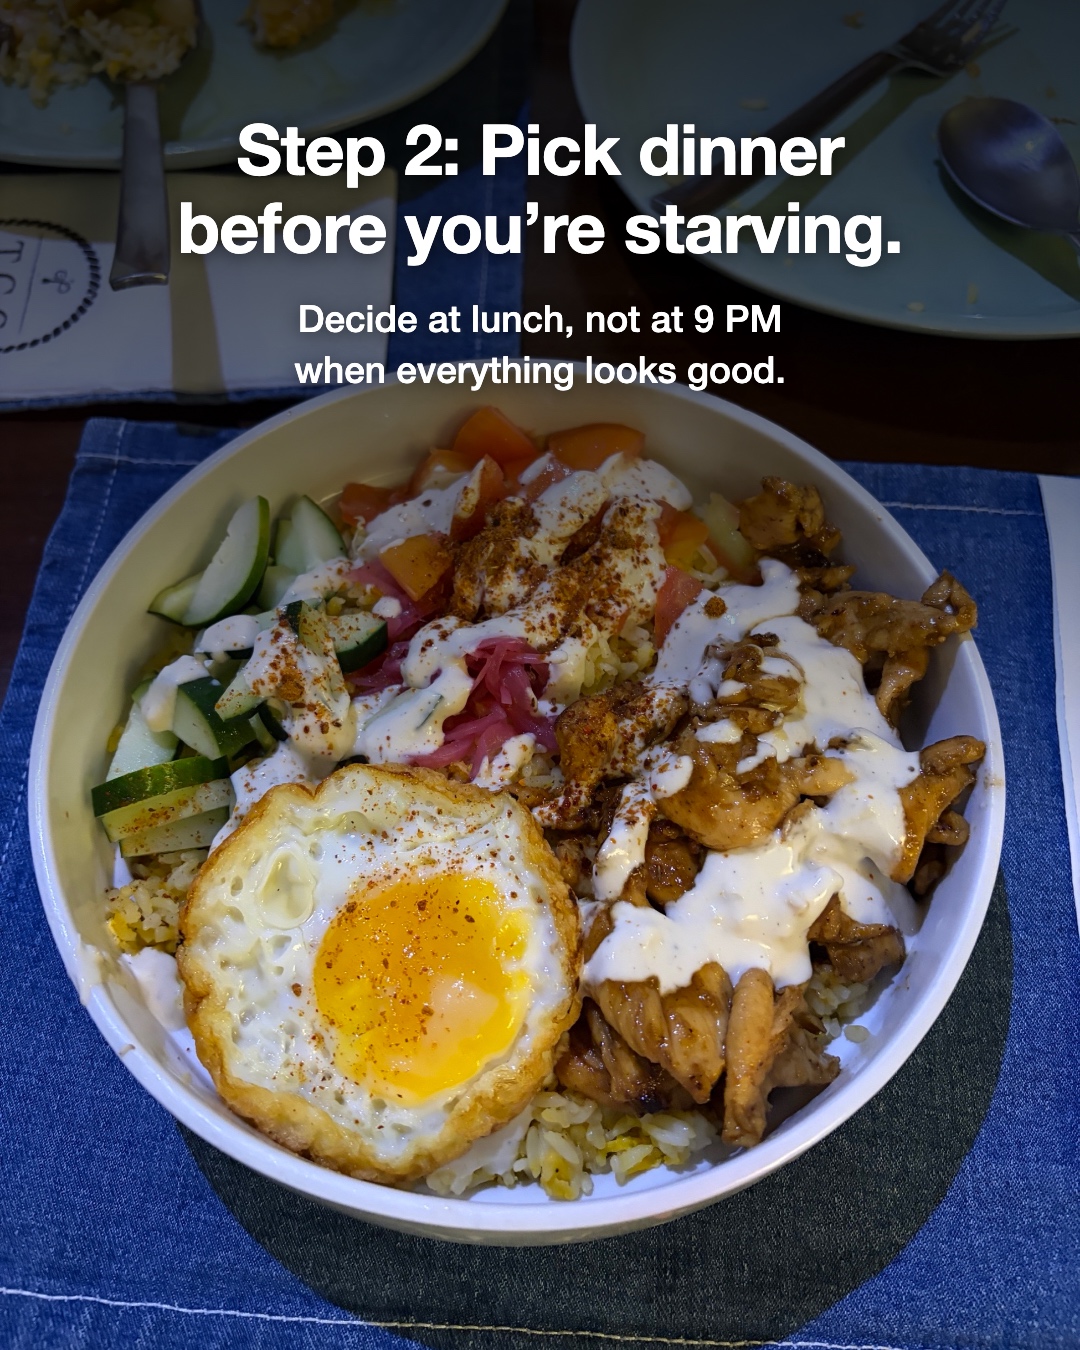 Step 2: Pick dinner
before you’re starving.
Decide at lunch, not at 9 PM
when everything looks good.